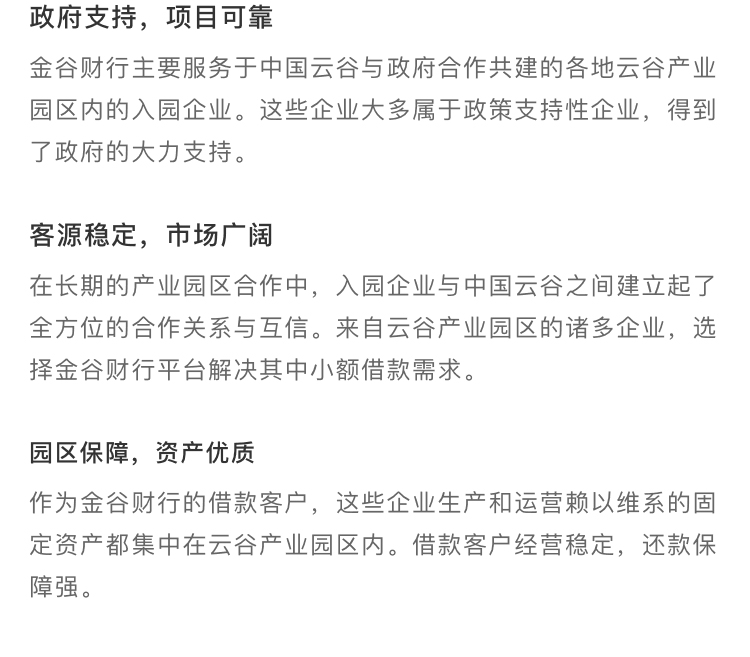 政府支持，项目可靠
金谷财行主要服务于中国云谷与政府合作共建的各地云谷产业
园区内的入园企业。这些企业大多属于政策支持性企业，得到
了政府的大力支持。
客源稳定，市场广阔
在长期的产业园区合作中，入园企业与中国云谷之间建立起了
全方位的合作关系与互信。来自云谷产业园区的诸多企业，选
择金谷财行平台解决其中小额借款需求。
园区保障，资产优质
作为金谷财行的借款客户，这些企业生产和运营赖以维系的固
定资产都集中在云谷产业园区内。借款客户经营稳定，还款保
障强。